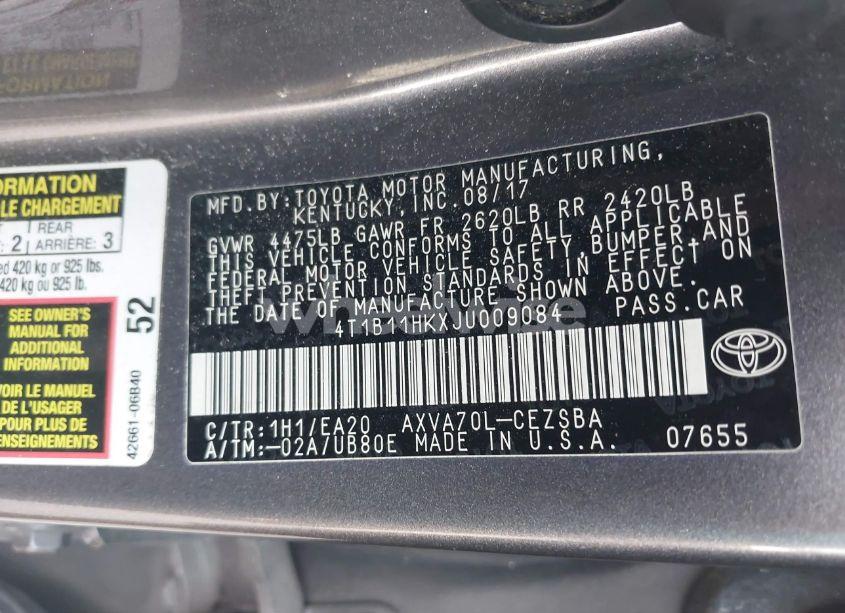 ORMATION
LE CHARGEMENT
REAR
2 ARRIÈRE: 3
ed 420 kg or 925 lbs.
420 kg ou 925 lb.
SEE OWNER'S
MANUAL FOR
ADDITIONAL
INFORMATION
VOIR LE MANUEL
DE L'USAGER
POUR PLUS DE
RENSEIGNEMENTS
52
42661-06B40
MFD.BY:TOYOTA MOTOR MANUFACTURING,
KENTUCKY,INC.08/17
GVWR 4475LB GAWR FR 2620LB RR 2420LB
THIS VEHICLE CONFORMS TO ALL APPLICABLE
FEDERAL MOTOR VEHICLE SAFETY,BUMPER,AND
THEFT PREVENTION STANDARDS IN EFFECT ON
THE DATE OF MANUFACTURE SHOWN ABOVE.
4T1B11HKXJU009084 PASS.CAR
C/TR:1H1/EA20 AXVA70L-CEZSBA
A/TM:-02A/UB80E MADE IN U.S.A. 07655